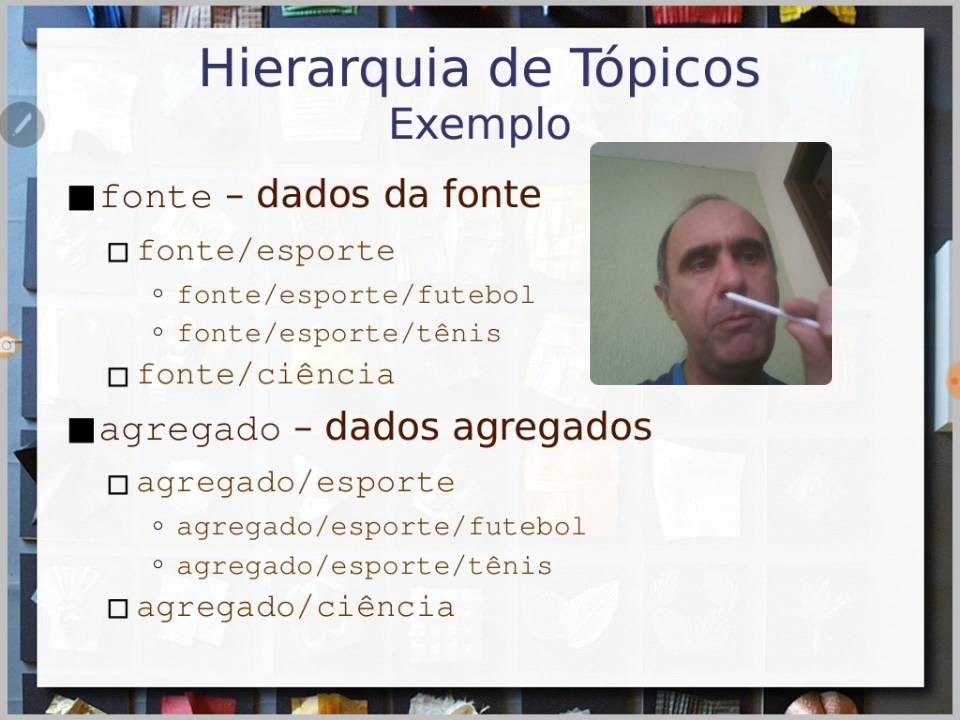 Hierarquia de Tópicos
Exemplo
fonte – dados da fonte
fonte/esporte
fonte/esporte/futebol
fonte/esporte/tênis
fonte/ciência
agregado – dados agregados
agregado/esporte
agregado/esporte/futebol
agregado/esporte/tênis
agregado/ciência